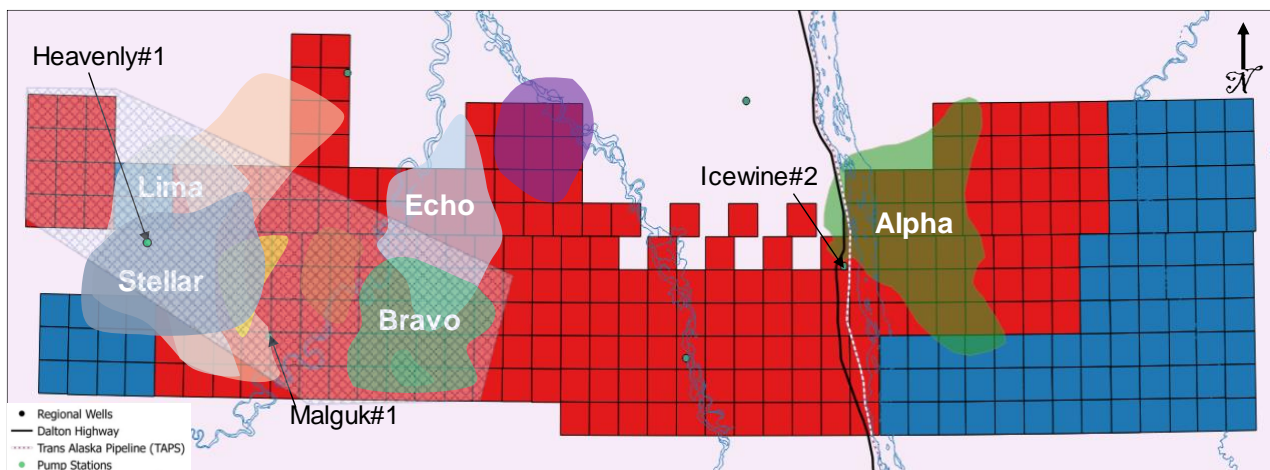 Heavenly#1
N
Icewine#2
Lima
Echo
Alpha
Stellar
Bravo
Malguk#1
Regional Wells
Dalton Highway
Trans Alaska Pipeline (TAPS)
Pump Stations